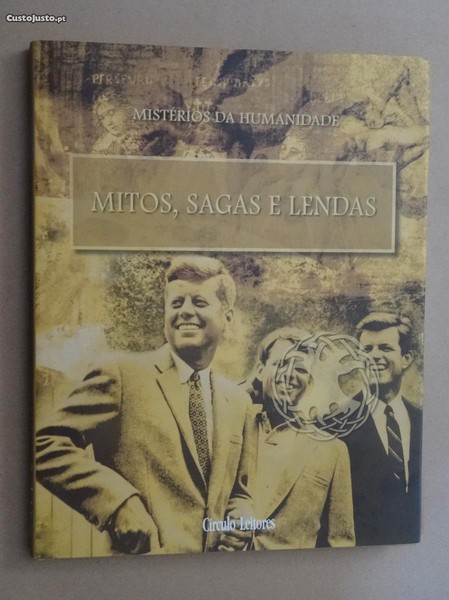 CustoJusto.pt
MISTÉRIOS DA HUMANIDADE
MITOS, SAGAS E LENDAS
Círculo Leitores